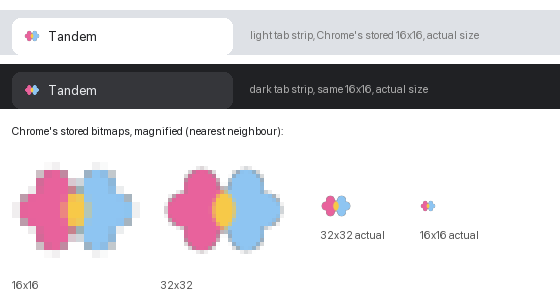 Tandem
light tab strip, Chrome's stored 16x16, actual size
Tandem
dark tab strip, same 16x16, actual size
Chrome's stored bitmaps, magnified (nearest neighbour):
32x32 actual
16x16 actual
16x16
32x32